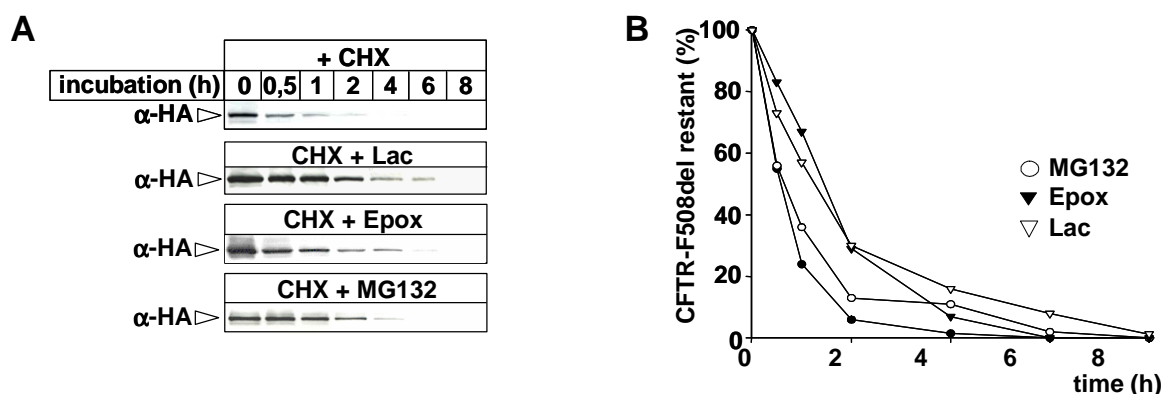 A
+ CHX
incubation (h) 0 0,5 1 2 4 6 8
α-HA
CHX + Lac
α-HA
CHX + Epox
α-HA
CHX + MG132
α-HA
B
CFTR-F508del restant (%)
100
80
60
40
20
0
0 2 4 6 8
time (h)
MG132
Epox
Lac